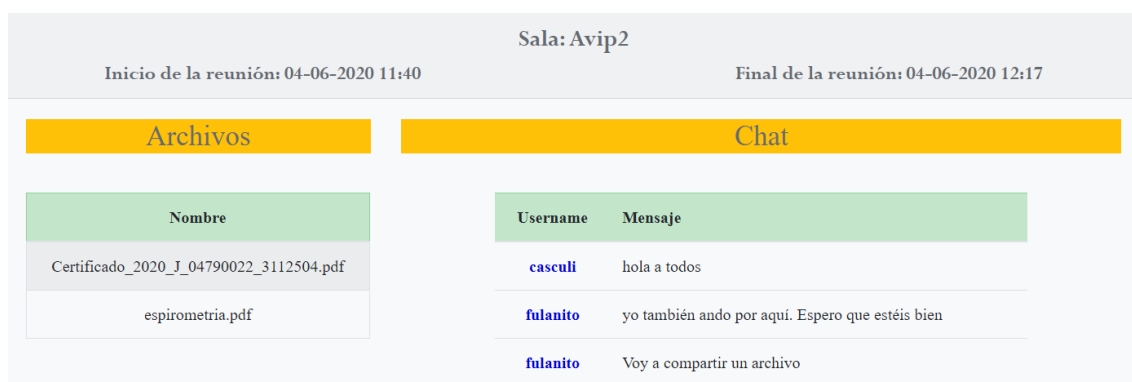 Sala: Avip2
Inicio de la reunión: 04-06-2020 11:40
Final de la reunión: 04-06-2020 12:17
Archivos
Chat
Nombre
Certificado_2020_J_04790022_3112504.pdf
espirometria.pdf
Username Mensaje
casculi hola a todos
fulanito yo también ando por aquí. Espero que estéis bien
fulanito Voy a compartir un archivo